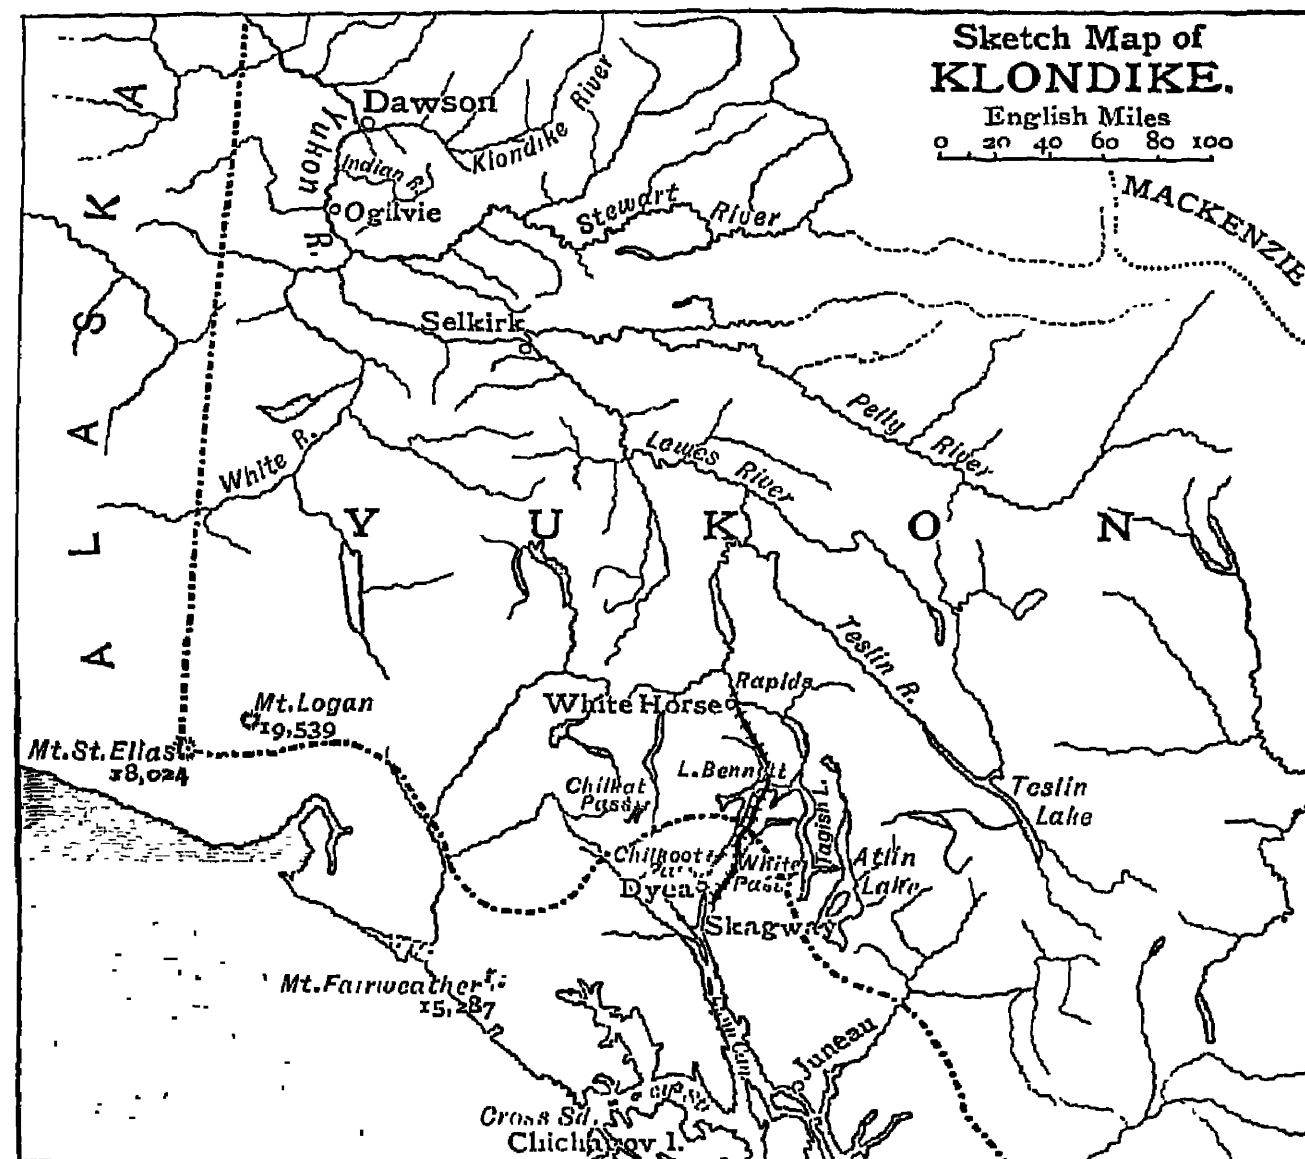 Sketch Map of
KLONDIKE.
English Miles
0 20 40 60 80 100
MACKENZIE
ALASKA
Dawson
Yukon R.
Klondike River
Indian R.
Ogilvie
Stewart River
Selkirk
Pelly River
White R.
Lewes River
YUKON
Teslin R.
Mt. Logan
19,539
Mt. St. Elias
18,024
Rapids
White Horse
L. Bennett
Chilkat
Pass
Tagish L.
Teslin
Lake
Chilkoot
White
Pass
Atlin
Lake
Dyea
Skagway
Mt. Fairweather
15,287
Juneau
Cross Sd.